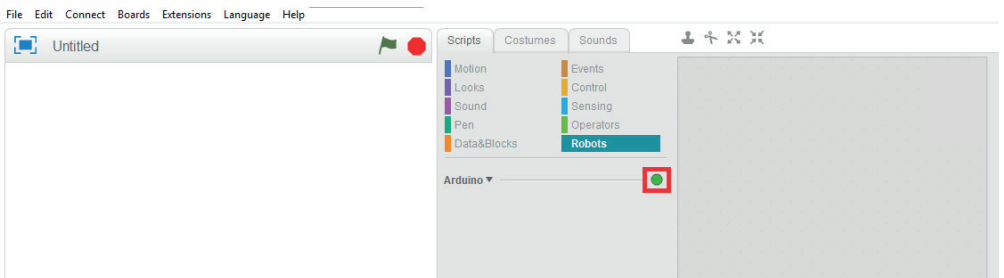 File Edit Connect Boards Extensions Language Help
Untitled
Scripts Costumes Sounds
Motion Events
Looks Control
Sound Sensing
Pen Operators
Data&Blocks Robots
Arduino